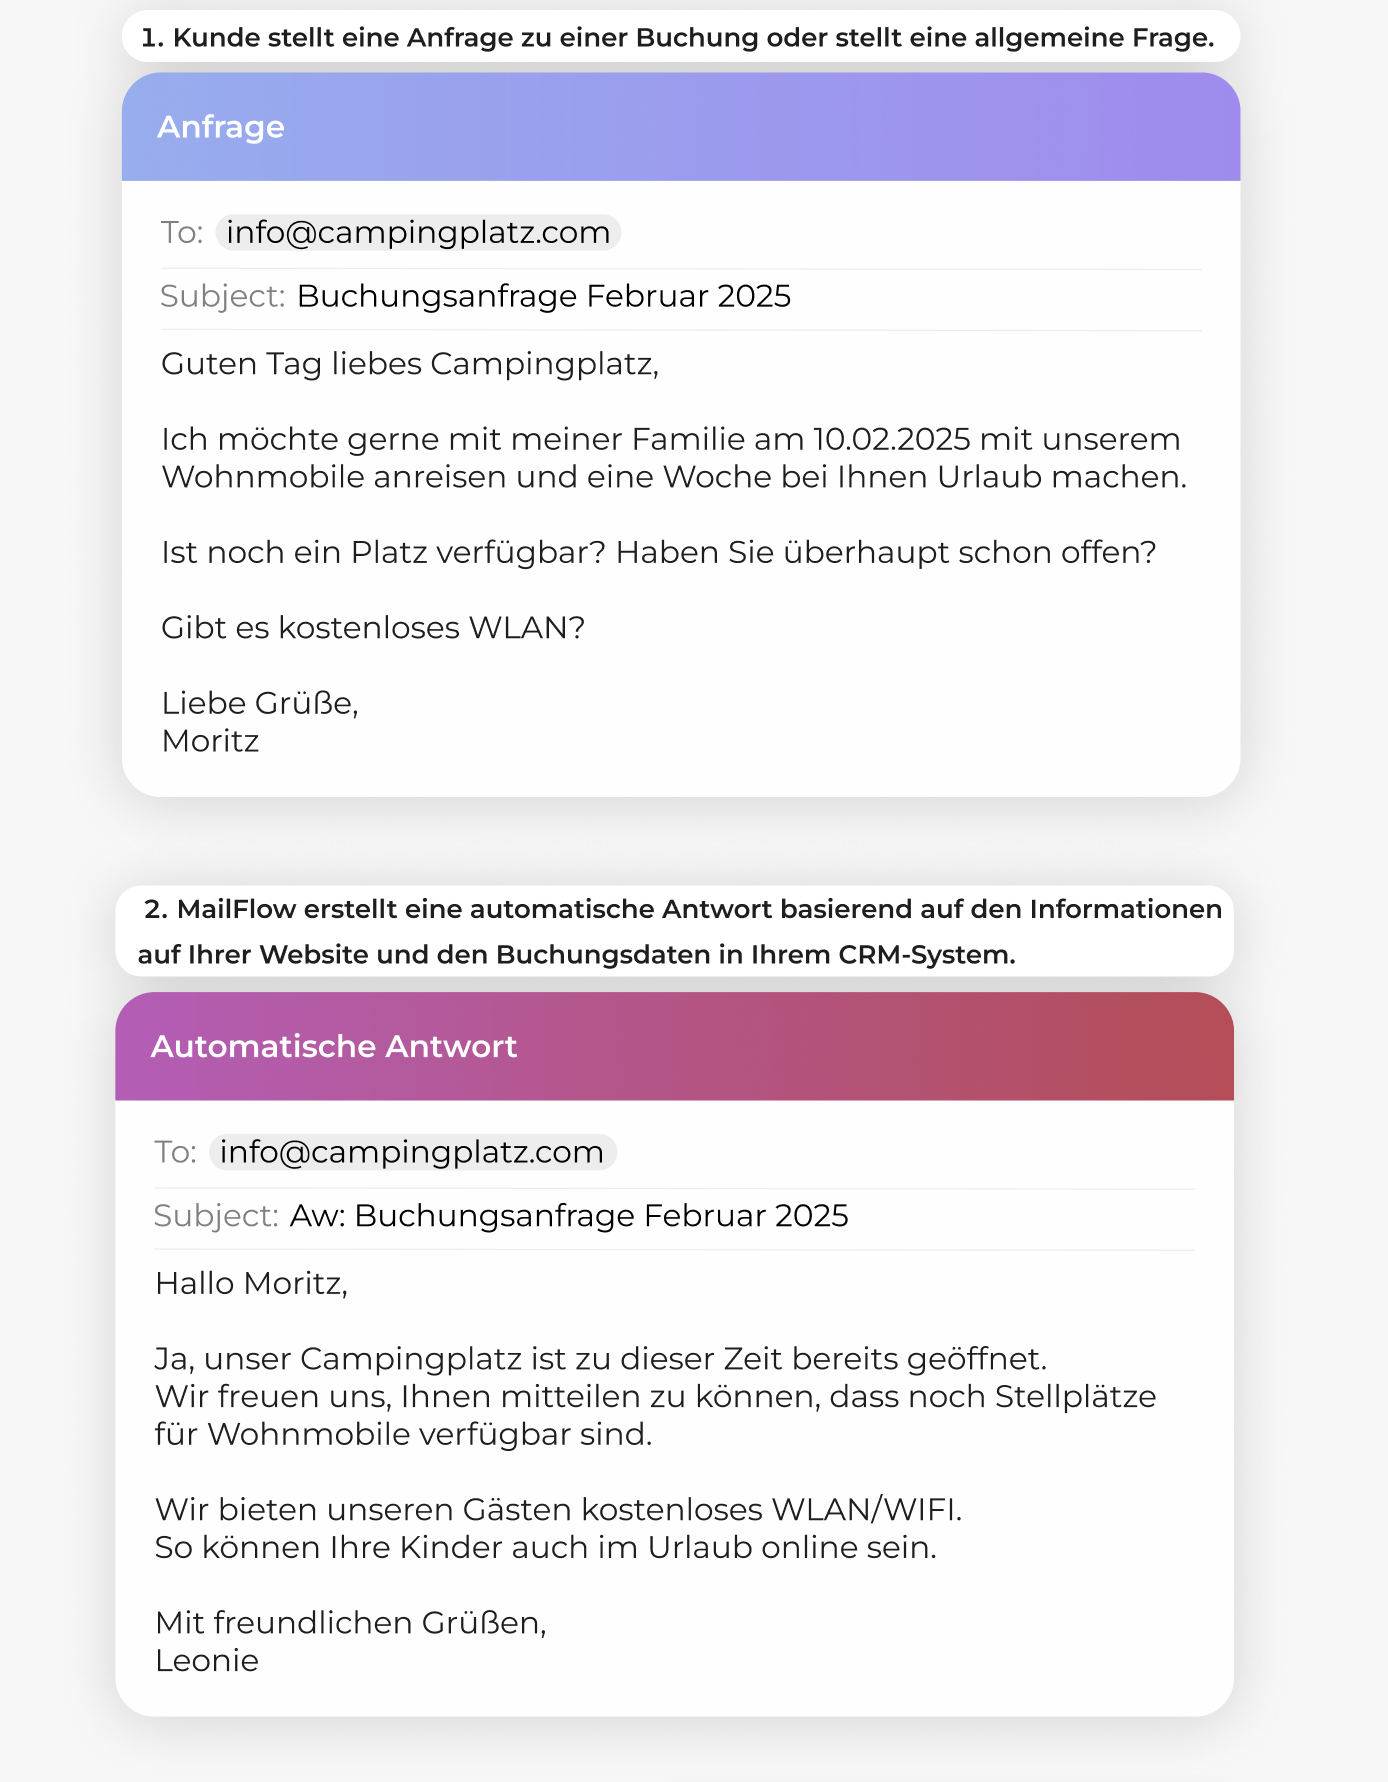 1. Kunde stellt eine Anfrage zu einer Buchung oder stellt eine allgemeine Frage.
Anfrage
To: info@campingplatz.com
Subject: Buchungsanfrage Februar 2025
Guten Tag liebes Campingplatz,
Ich möchte gerne mit meiner Familie am 10.02.2025 mit unserem
Wohnmobile anreisen und eine Woche bei Ihnen Urlaub machen.
Ist noch ein Platz verfügbar? Haben Sie überhaupt schon offen?
Gibt es kostenloses WLAN?
Liebe Grüße,
Moritz
2. MailFlow erstellt eine automatische Antwort basierend auf den Informationen
auf Ihrer Website und den Buchungsdaten in Ihrem CRM-System.
Automatische Antwort
To: info@campingplatz.com
Subject: Aw: Buchungsanfrage Februar 2025
Hallo Moritz,
Ja, unser Campingplatz ist zu dieser Zeit bereits geöffnet.
Wir freuen uns, Ihnen mitteilen zu können, dass noch Stellplätze
für Wohnmobile verfügbar sind.
Wir bieten unseren Gästen kostenloses WLAN/WIFI.
So können Ihre Kinder auch im Urlaub online sein.
Mit freundlichen Grüßen,
Leonie